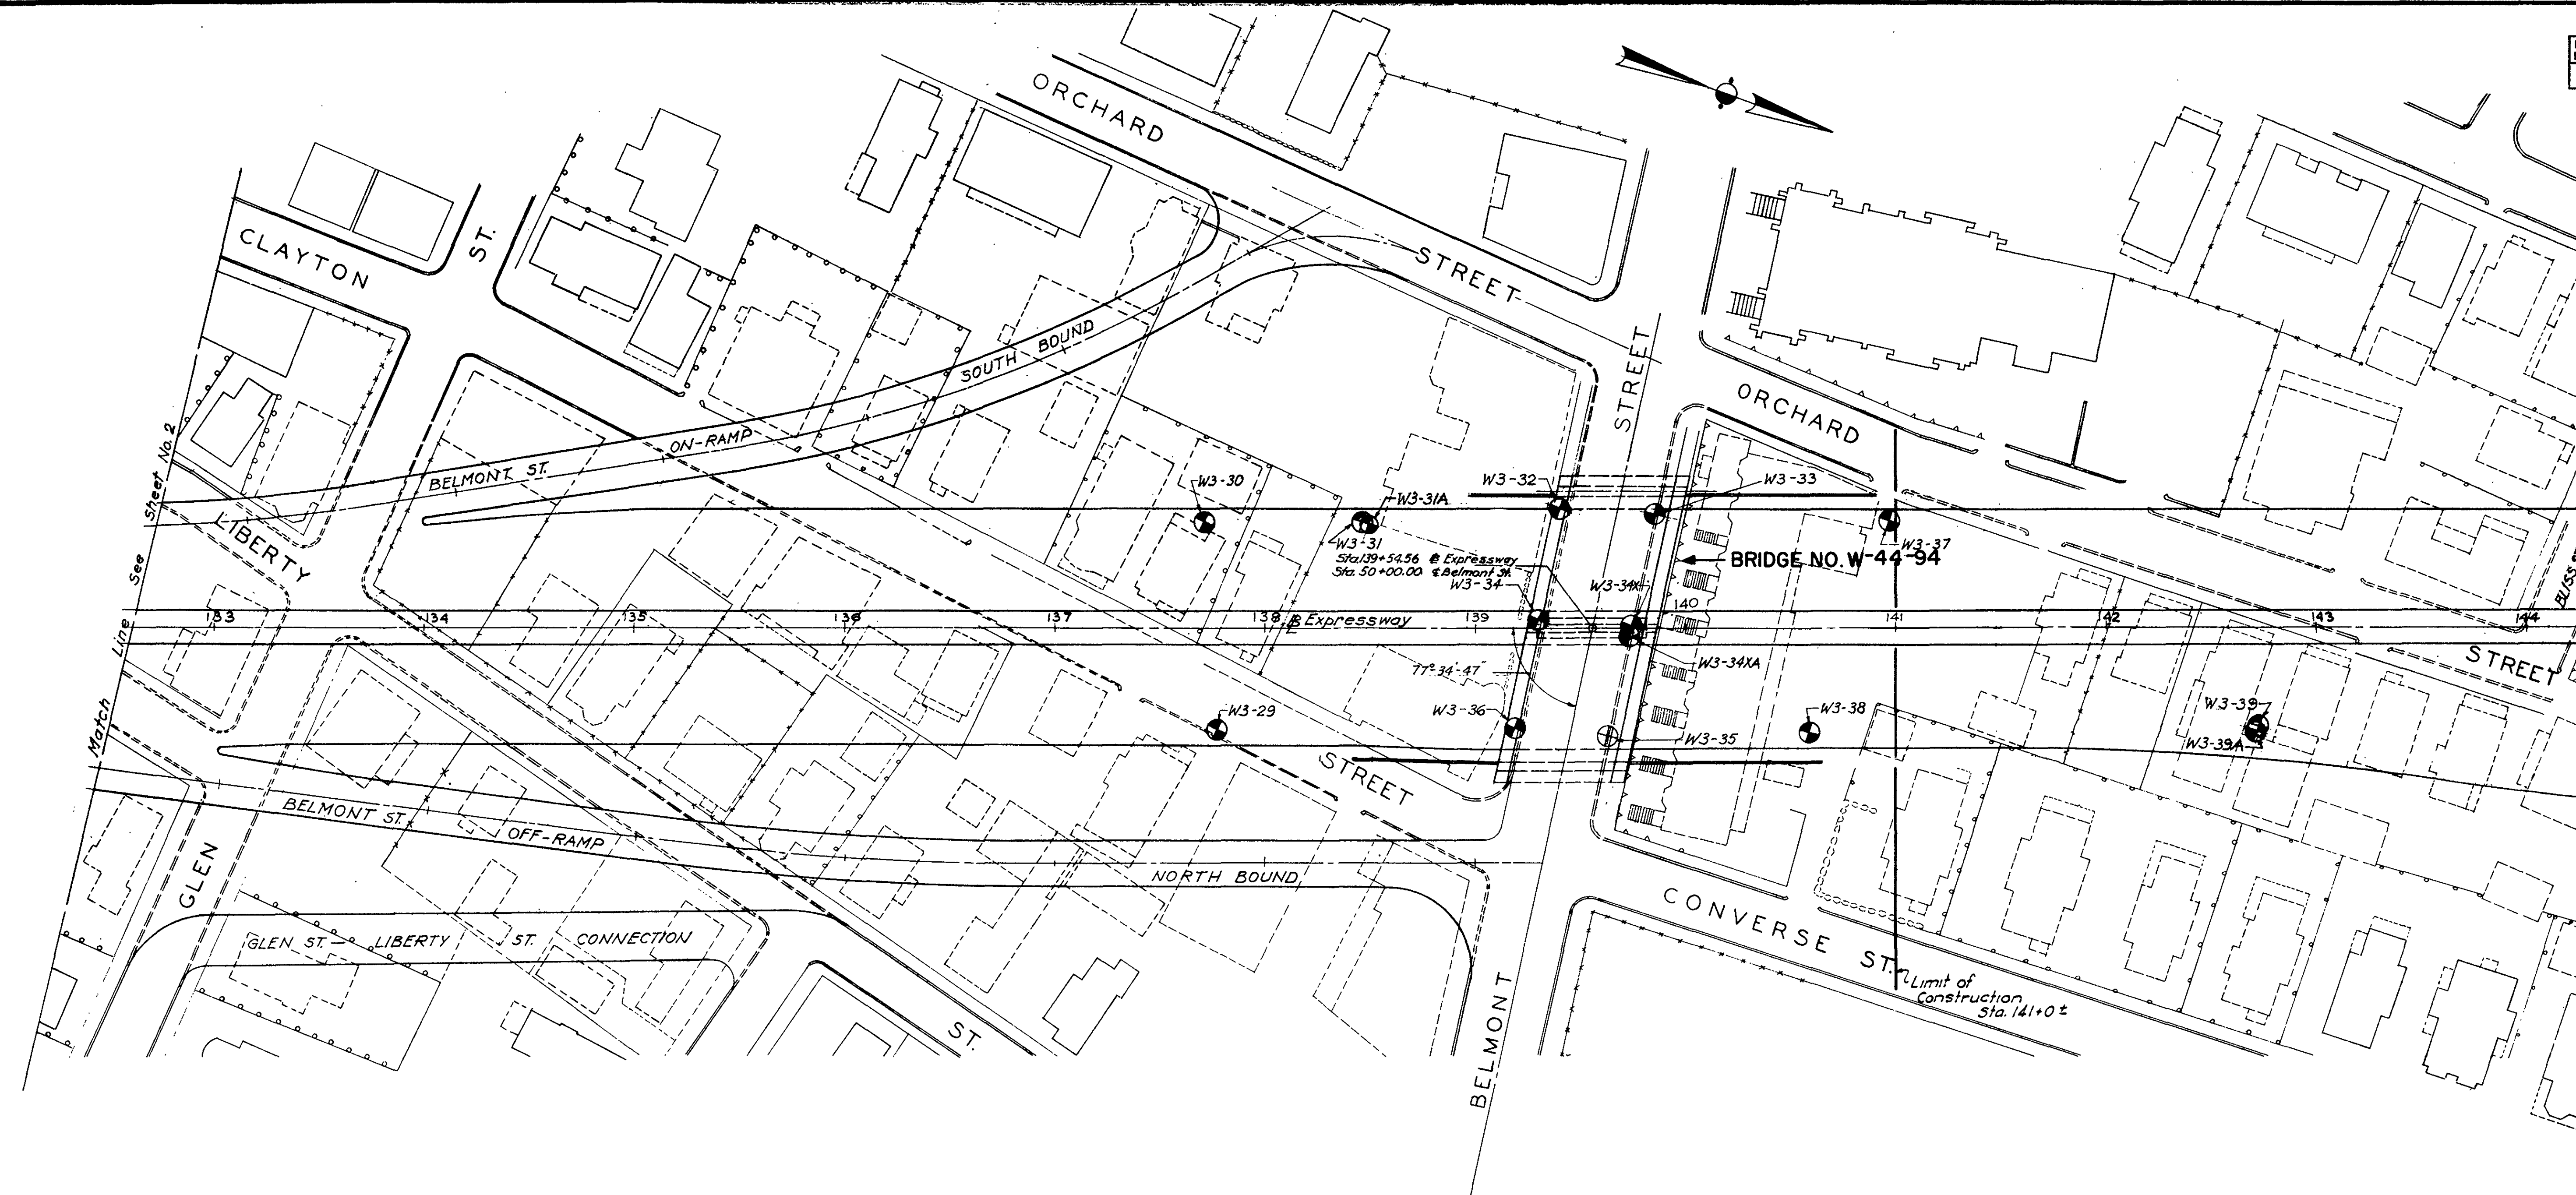 ORCHARD
STREET
CLAYTON
ST.
SOUTH BOUND
ON-RAMP
BELMONT ST.
Match Line See Sheet No. 2
LIBERTY
STREET
ORCHARD
W3-30
W3-31A
W3-31
W3-32
W3-33
W3-37
Sta. 139+54.56 ℄ Expressway
Sta. 50+00.00 ℄ Belmont St.
W3-34
W3-34X
BRIDGE NO. W-44-94
133
134
135
136
137
138
℄ Expressway
139
140
141
142
143
144
BLISS
STREET
77°-34'-47"
W3-34XA
W3-29
W3-36
W3-35
W3-38
W3-39
W3-39A
STREET
BELMONT ST.
OFF-RAMP
NORTH BOUND
GLEN
GLEN ST. - LIBERTY ST. CONNECTION
ST.
BELMONT
CONVERSE ST.
Limit of
Construction
Sta. 141+0 ±